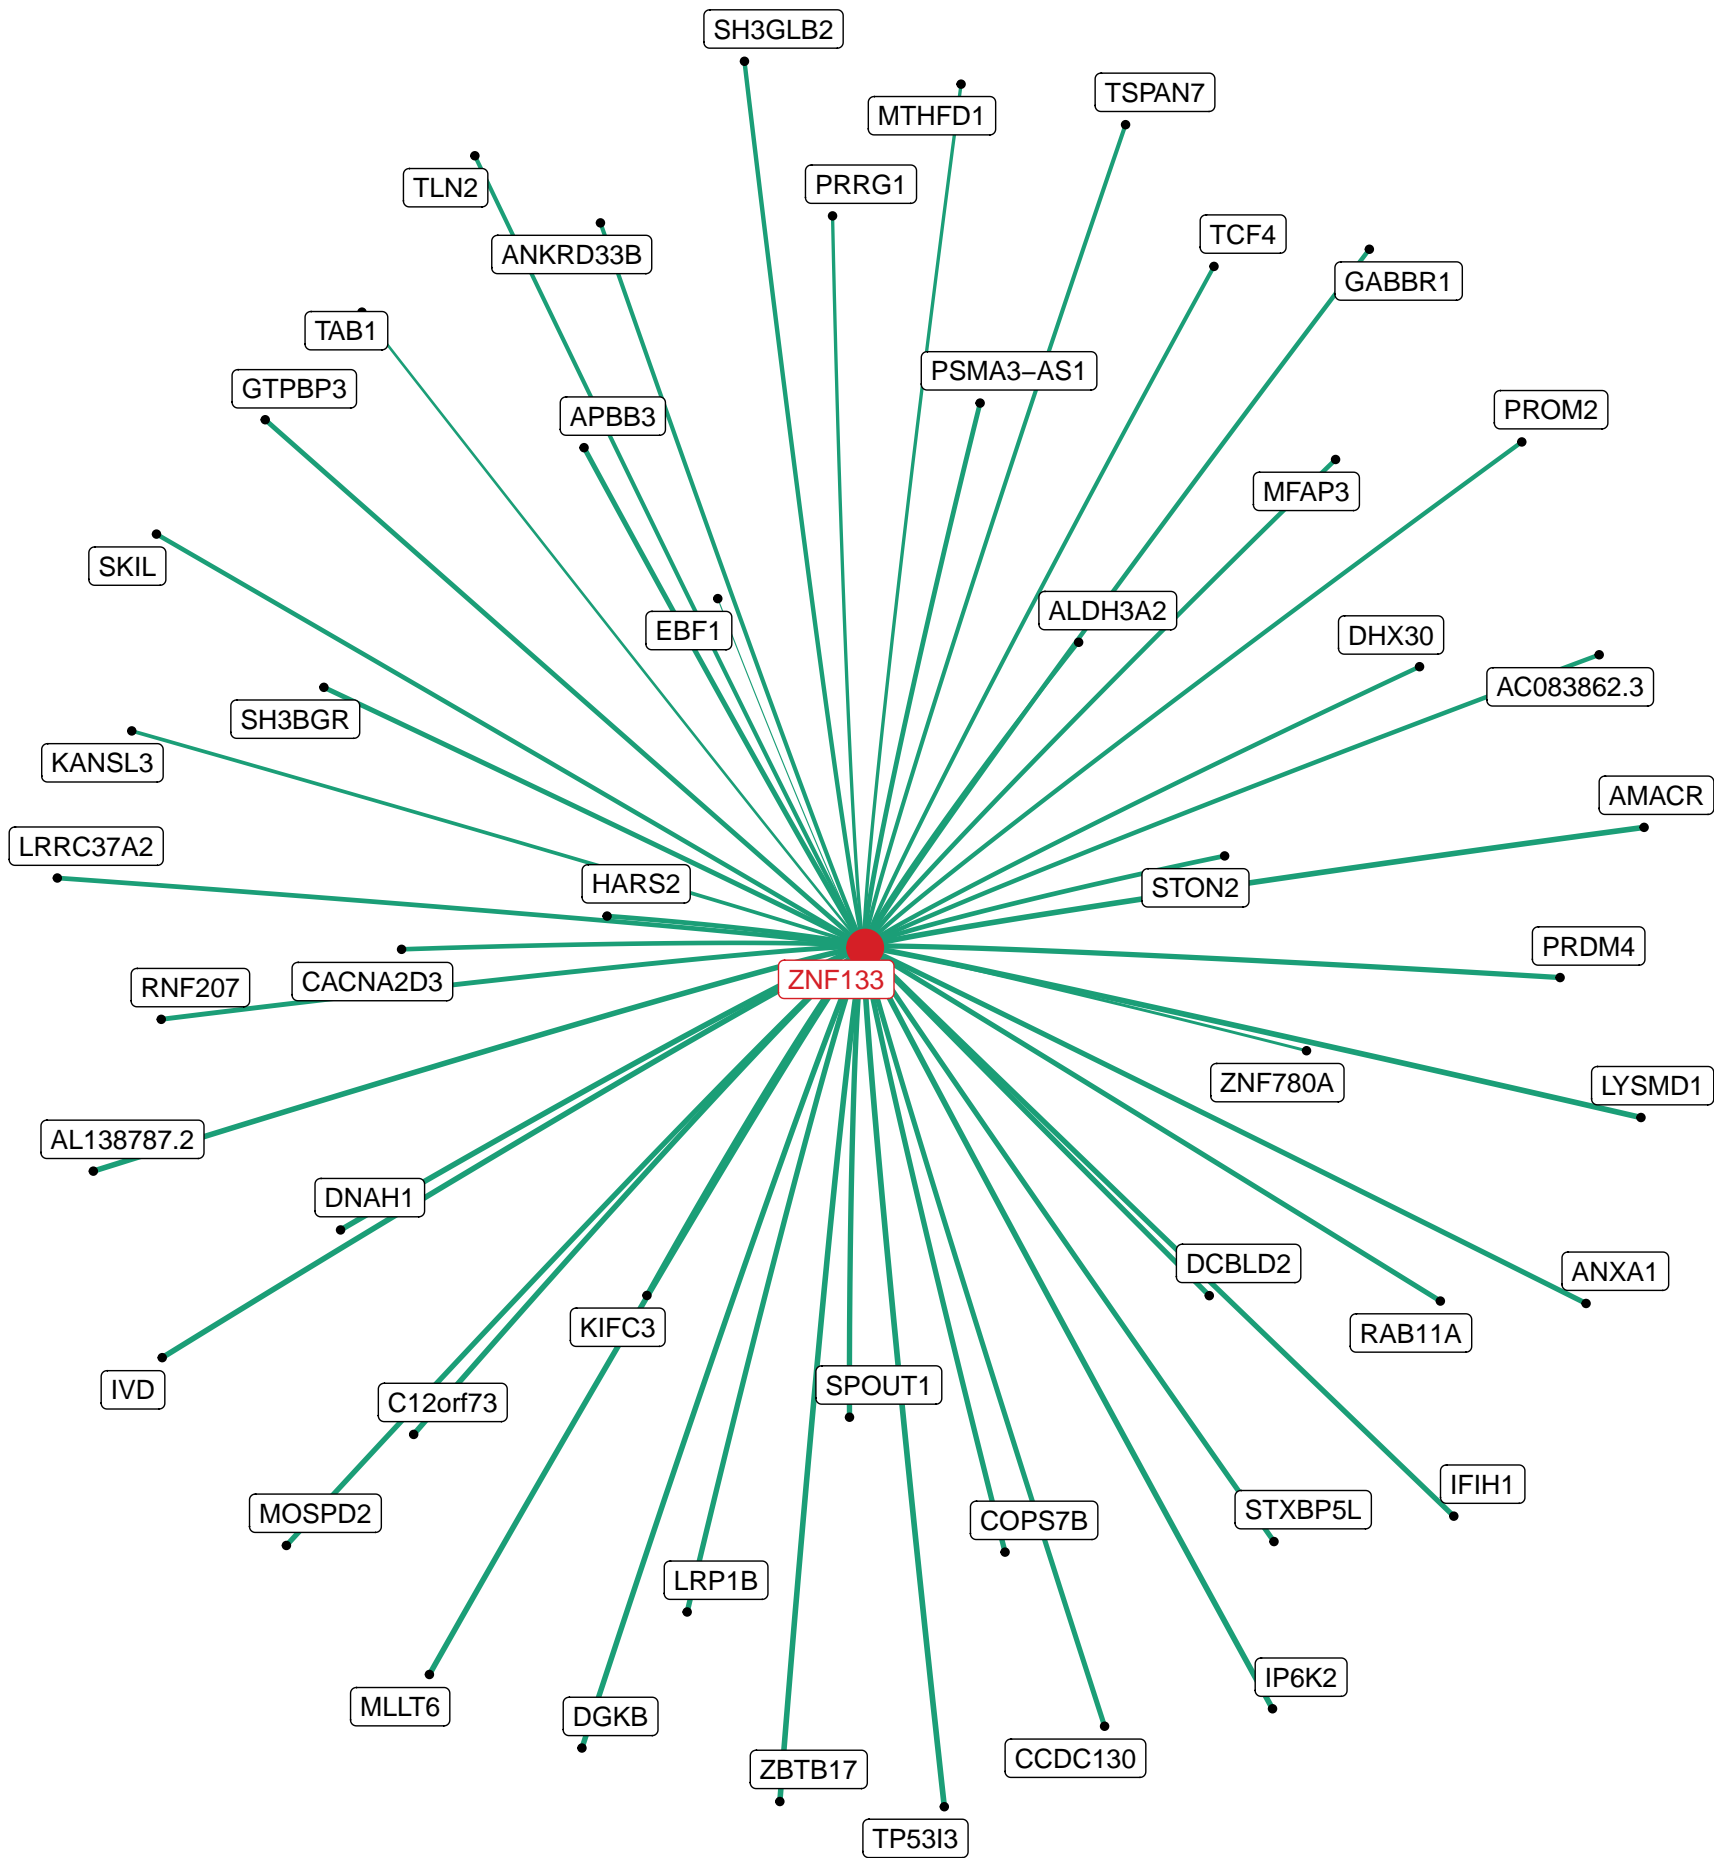 SH3GLB2
TSPAN7
MTHFD1
PRRG1
TLN2
TCF4
ANKRD33B
GABBR1
TAB1
PSMA3−AS1
GTPBP3
PROM2
APBB3
MFAP3
SKIL
ALDH3A2
EBF1
DHX30
AC083862.3
SH3BGR
KANSL3
AMACR
LRRC37A2
HARS2
STON2
PRDM4
ZNF133
CACNA2D3
RNF207
ZNF780A
LYSMD1
AL138787.2
DNAH1
DCBLD2
ANXA1
KIFC3
RAB11A
SPOUT1
IVD
C12orf73
IFIH1
STXBP5L
MOSPD2
COPS7B
LRP1B
IP6K2
MLLT6
DGKB
CCDC130
ZBTB17
TP53I3